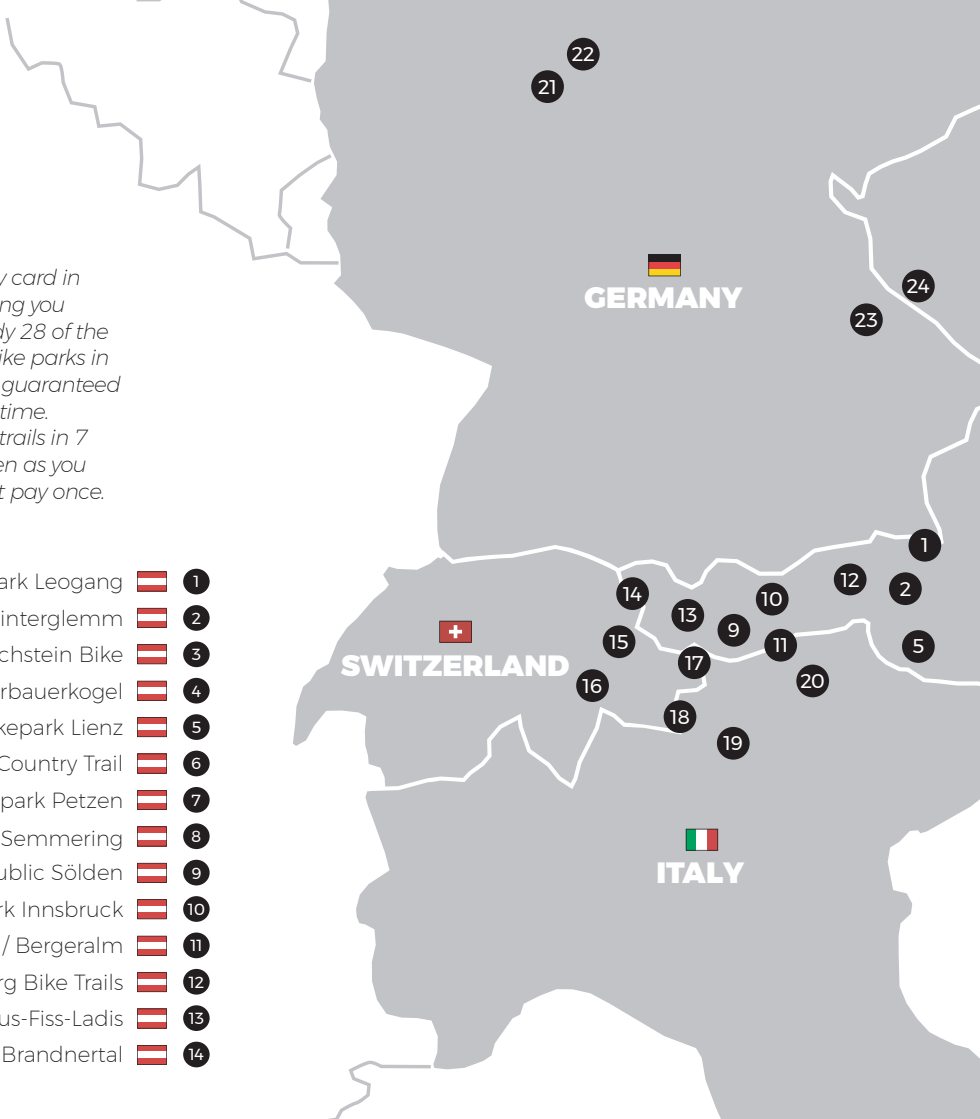 22
21
24
23
GERMANY
y card in
ng you
dy 28 of the
ike parks in
guaranteed
time.
trails in 7
en as you
t pay once.
ark Leogang 1
interglemm 2
chstein Bike 3
rbauerkogel 4
kepark Lienz 5
Country Trail 6
park Petzen 7
Semmering 8
ublic Sölden 9
rk Innsbruck 10
/ Bergeralm 11
rg Bike Trails 12
us-Fiss-Ladis 13
Brandnertal 14
1
12
2
14
10
13
9
11
5
15
17
SWITZERLAND
16
20
18
19
ITALY